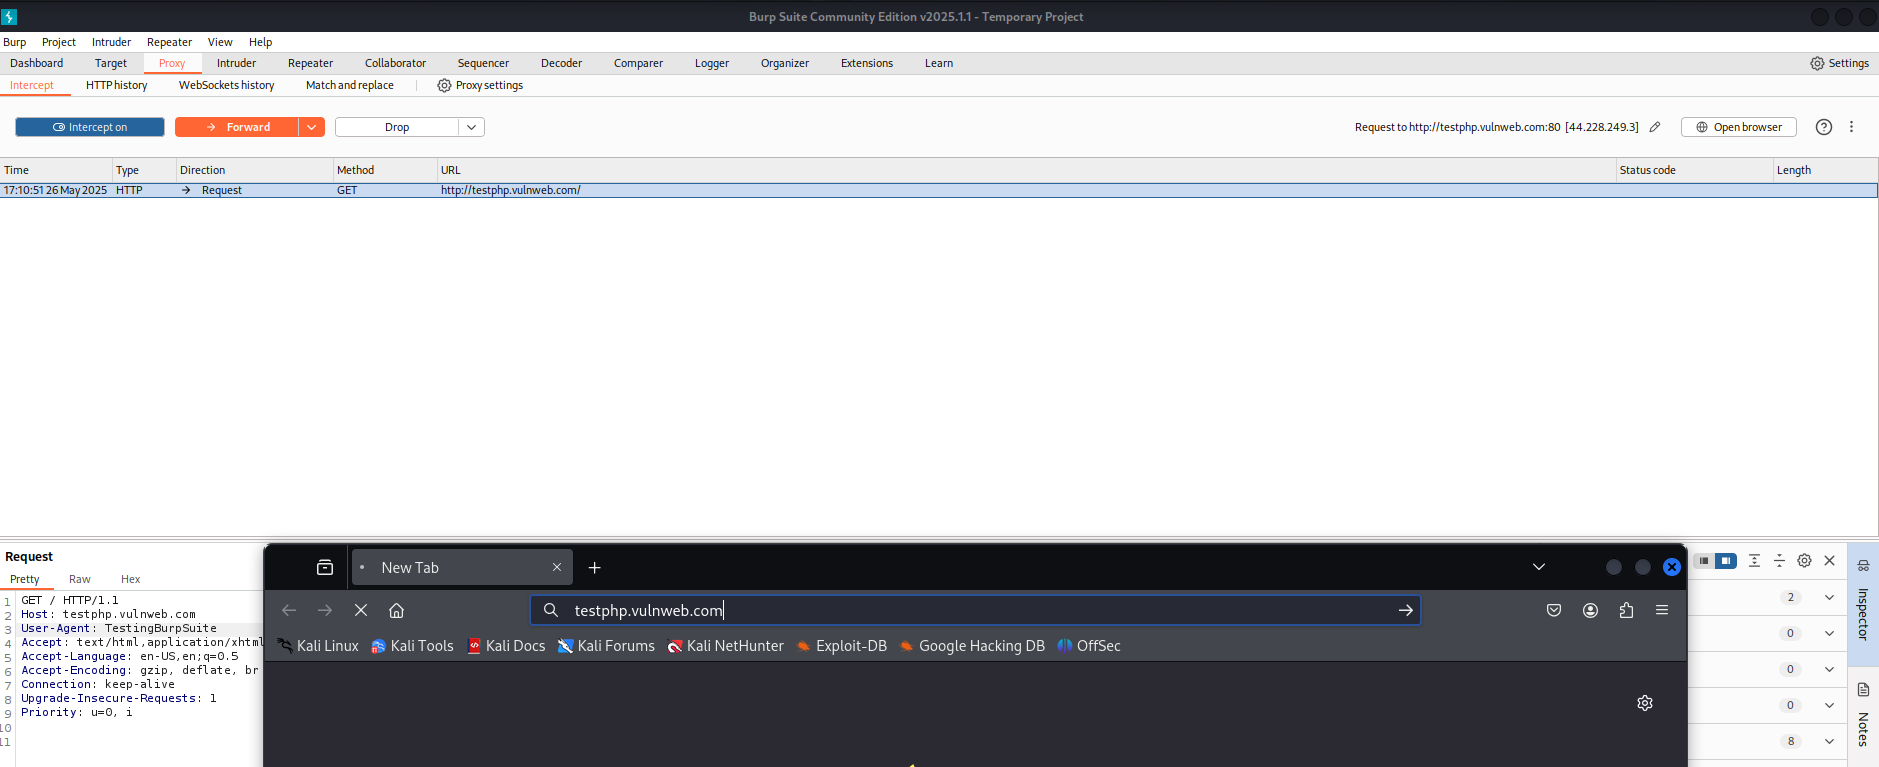 Burp Suite Community Edition v2025.1.1 - Temporary Project
Burp Project Intruder Repeater View Help
Dashboard Target Proxy Intruder Repeater Collaborator Sequencer Decoder Comparer Logger Organizer Extensions Learn Settings
Intercept HTTP history WebSockets history Match and replace Proxy settings
Intercept on Forward Drop Request to http://testphp.vulnweb.com:80 [44.228.249.3] Open browser
Time Type Direction Method URL Status code Length
17:10:51 26 May 2025 HTTP Request GET http://testphp.vulnweb.com/
Request
Pretty Raw Hex
1 GET / HTTP/1.1
2 Host: testphp.vulnweb.com
3 User-Agent: TestingBurpSuite
4 Accept: text/html,application/xhtml
5 Accept-Language: en-US,en;q=0.5
6 Accept-Encoding: gzip, deflate, br
7 Connection: keep-alive
8 Upgrade-Insecure-Requests: 1
9 Priority: u=0, i
10
11
New Tab
testphp.vulnweb.com
Kali Linux Kali Tools Kali Docs Kali Forums Kali NetHunter Exploit-DB Google Hacking DB OffSec
2
0
0
0
8
Inspector
Notes